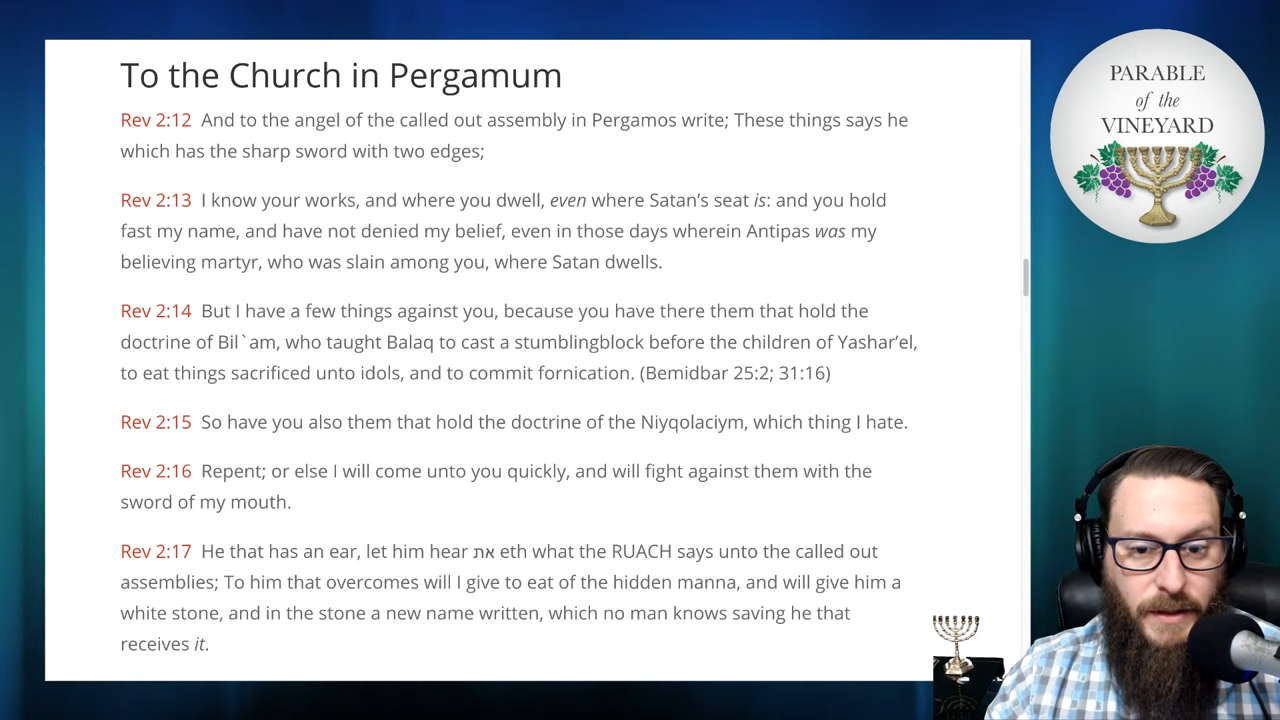 To the Church in Pergamum
Rev 2:12 And to the angel of the called out assembly in Pergamos write; These things says he
which has the sharp sword with two edges;
Rev 2:13 I know your works, and where you dwell, even where Satan’s seat is: and you hold
fast my name, and have not denied my belief, even in those days wherein Antipas was my
believing martyr, who was slain among you, where Satan dwells.
Rev 2:14 But I have a few things against you, because you have there them that hold the
doctrine of Bil`am, who taught Balaq to cast a stumblingblock before the children of Yashar’el,
to eat things sacrificed unto idols, and to commit fornication. (Bemidbar 25:2; 31:16)
Rev 2:15 So have you also them that hold the doctrine of the Niyqolaciym, which thing I hate.
Rev 2:16 Repent; or else I will come unto you quickly, and will fight against them with the
sword of my mouth.
Rev 2:17 He that has an ear, let him hear את eth what the RUACH says unto the called out
assemblies; To him that overcomes will I give to eat of the hidden manna, and will give him a
white stone, and in the stone a new name written, which no man knows saving he that
receives it.
PARABLE
of the
VINEYARD